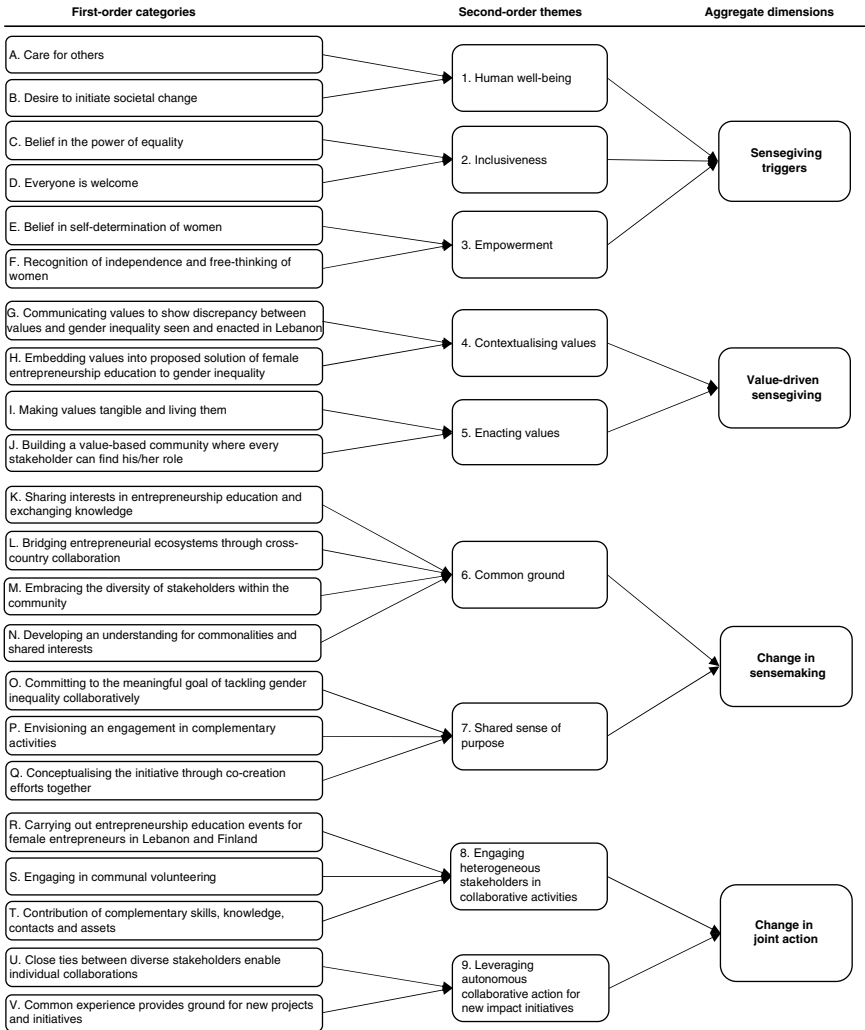 First-order categories
Second-order themes
Aggregate dimensions
A. Care for others
B. Desire to initiate societal change
1. Human well-being
C. Belief in the power of equality
D. Everyone is welcome
2. Inclusiveness
E. Belief in self-determination of women
F. Recognition of independence and free-thinking of
women
3. Empowerment
Sensegiving
triggers
G. Communicating values to show discrepancy between
values and gender inequality seen and enacted in Lebanon
H. Embedding values into proposed solution of female
entrepreneurship education to gender inequality
4. Contextualising values
I. Making values tangible and living them
J. Building a value-based community where every
stakeholder can find his/her role
5. Enacting values
Value-driven
sensegiving
K. Sharing interests in entrepreneurship education and
exchanging knowledge
L. Bridging entrepreneurial ecosystems through cross-
country collaboration
M. Embracing the diversity of stakeholders within the
community
N. Developing an understanding for commonalities and
shared interests
6. Common ground
O. Committing to the meaningful goal of tackling gender
inequality collaboratively
P. Envisioning an engagement in complementary
activities
Q. Conceptualising the initiative through co-creation
efforts together
7. Shared sense of
purpose
Change in
sensemaking
R. Carrying out entrepreneurship education events for
female entrepreneurs in Lebanon and Finland
S. Engaging in communal volunteering
T. Contribution of complementary skills, knowledge,
contacts and assets
8. Engaging
heterogeneous
stakeholders in
collaborative activities
U. Close ties between diverse stakeholders enable
individual collaborations
V. Common experience provides ground for new projects
and initiatives
9. Leveraging
autonomous
collaborative action for
new impact initiatives
Change in
joint action